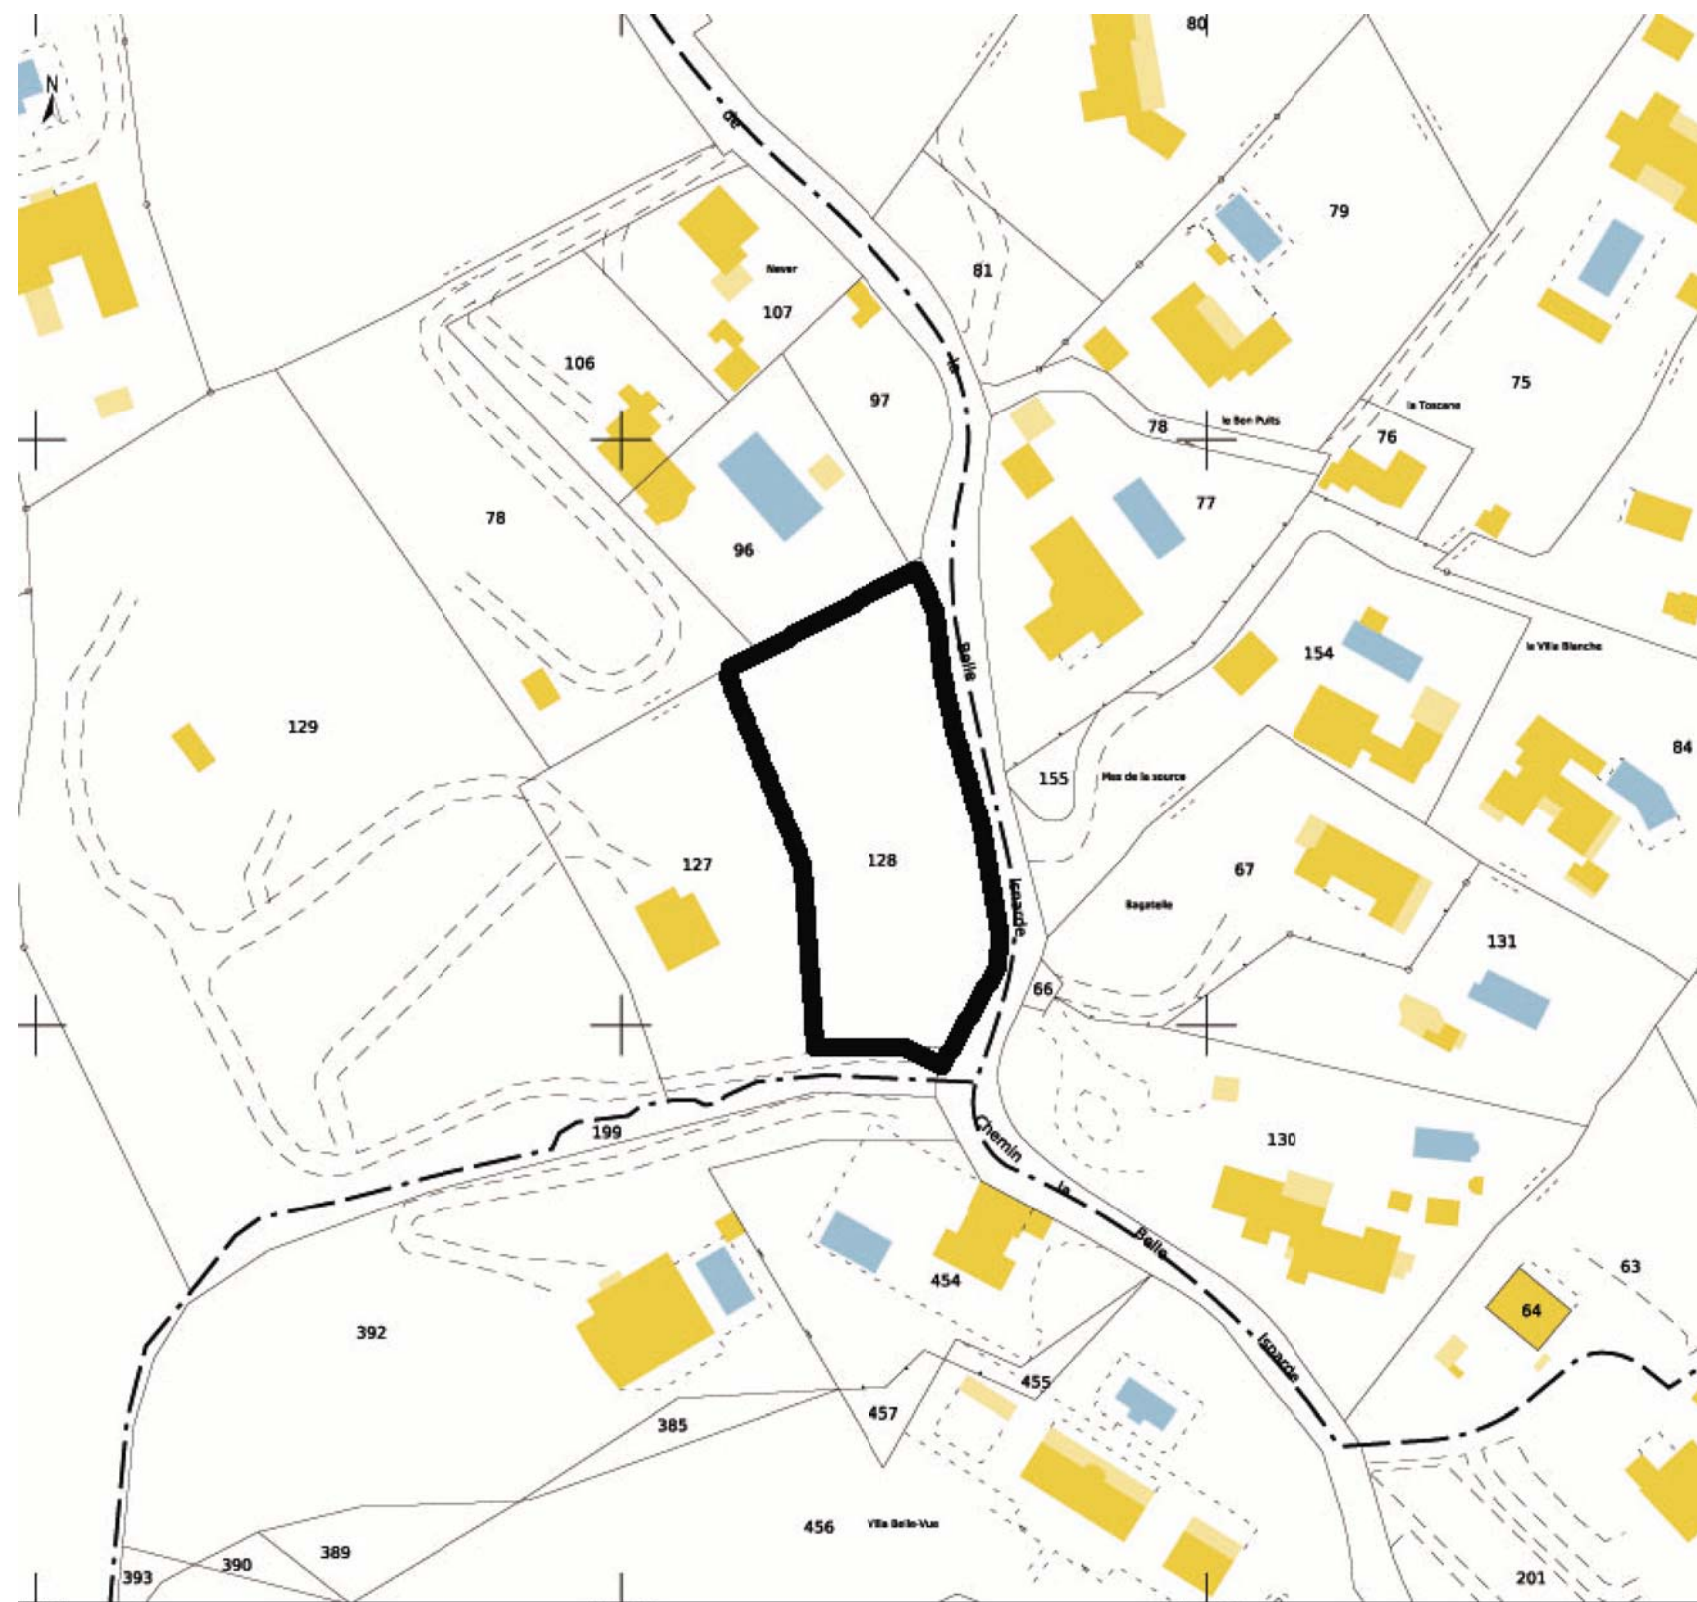 80
N
de
79
81
Never
107
106
la
75
97
la Toscane
le Bon Puits
78
76
77
78
96
Belle
la Villa Blanche
154
129
84
155
Mas de la source
128
127
67
Isnarde
Bagatelle
131
66
199
Chemin
130
la
Belle
63
454
64
392
Isnarde
455
457
385
456
Villa Belle-Vue
389
390
393
201